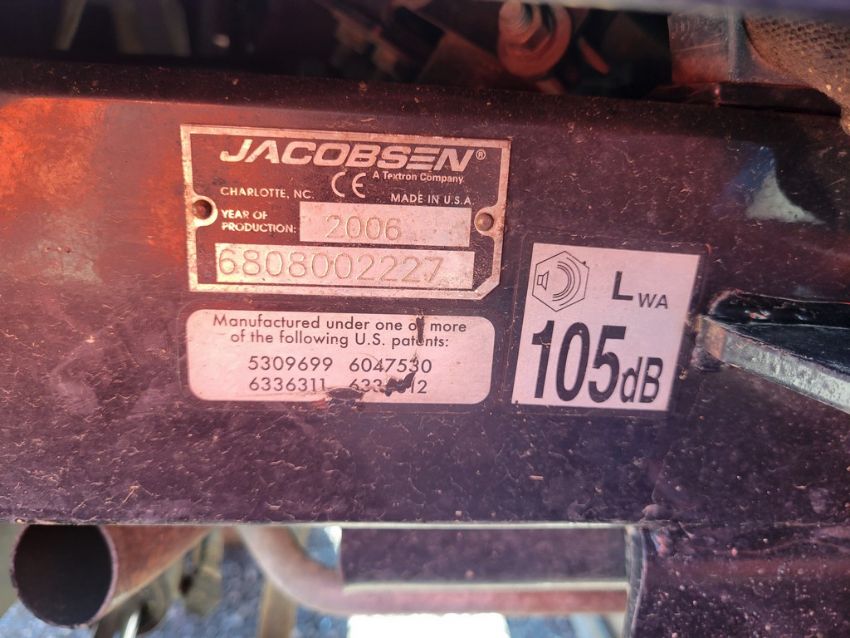 JACOBSEN®
A Textron Company
CHARLOTTE, NC. CE MADE IN U.S.A.
YEAR OF PRODUCTION: 2006
6808002227
Manufactured under one or more
of the following U.S. patents:
5309699 6047530
6336311
LWA
105dB